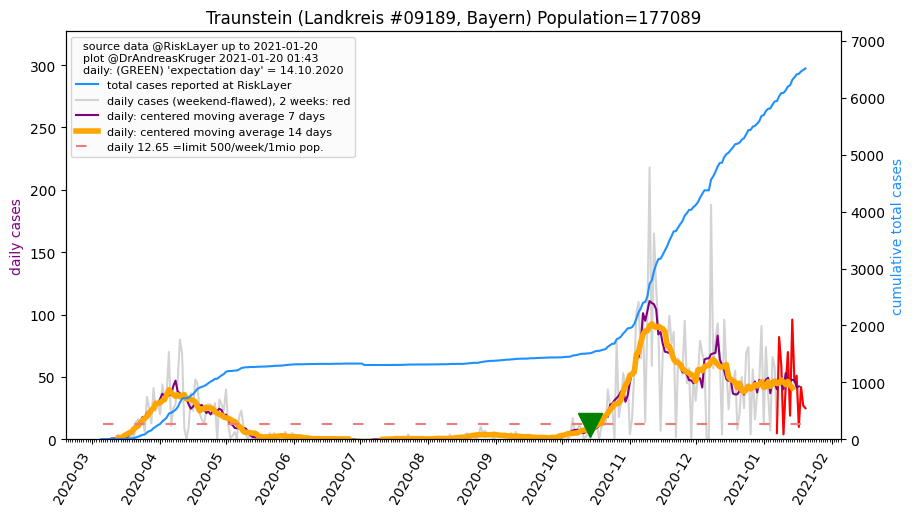 Traunstein (Landkreis #09189, Bayern) Population=177089
source data @RiskLayer up to 2021-01-20
plot @DrAndreasKruger 2021-01-20 01:43
daily: (GREEN) 'expectation day' = 14.10.2020
total cases reported at RiskLayer
daily cases (weekend-flawed), 2 weeks: red
daily: centered moving average 7 days
daily: centered moving average 14 days
daily 12.65 =limit 500/week/1mio pop.
daily cases
300
250
200
150
100
50
0
7000
6000
5000
4000
3000
2000
1000
0
cumulative total cases
2020-03
2020-04
2020-05
2020-06
2020-07
2020-08
2020-09
2020-10
2020-11
2020-12
2021-01
2021-02